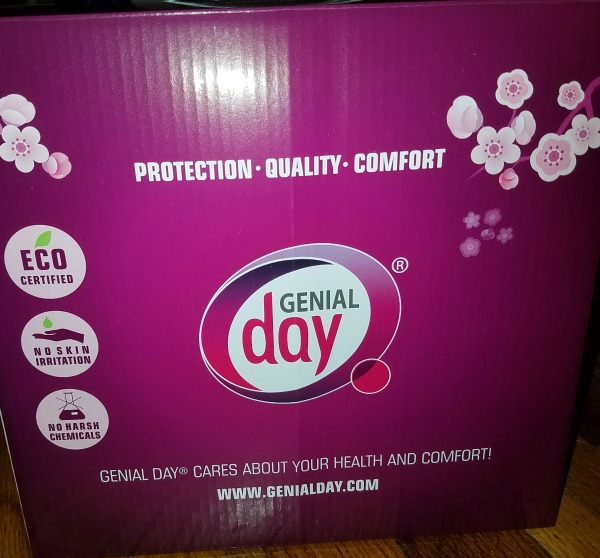 PROTECTION · QUALITY · COMFORT
ECO
CERTIFIED
GENIAL
day
®
NO SKIN
IRRITATION
NO HARSH
CHEMICALS
GENIAL DAY® CARES ABOUT YOUR HEALTH AND COMFORT!
WWW.GENIALDAY.COM